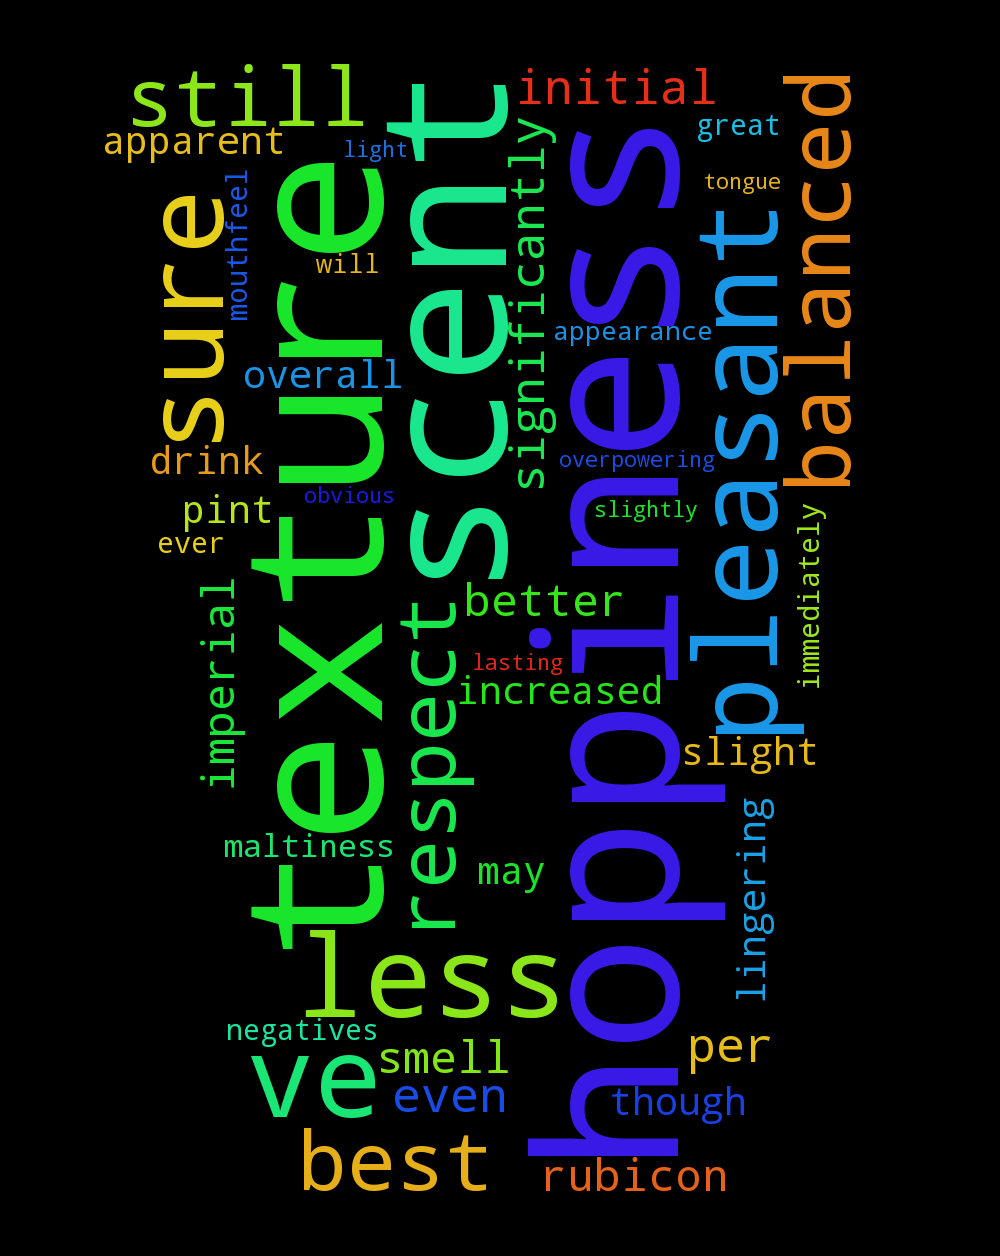 still
initial
apparent
great
light
balanced
scent
significantly
hoppiness
tongue
mouthfeel
texture
sure
will
pleasant
appearance
overall
drink
overpowering
obvious
pint
slightly
ever
immediately
imperial
better
respects
lasting
increased
slight
maltiness
may
lingering
less
negatives
smell
per
ve
even
though
best
rubicon